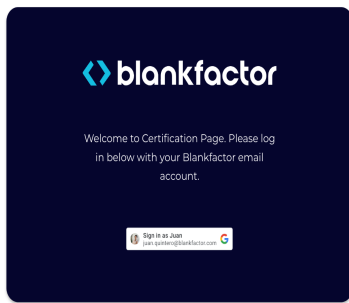 blankfactor
Welcome to Certification Page. Please log
in below with your Blankfactor email
account.
Sign in as Juan
juan.quintero@blankfactor.com